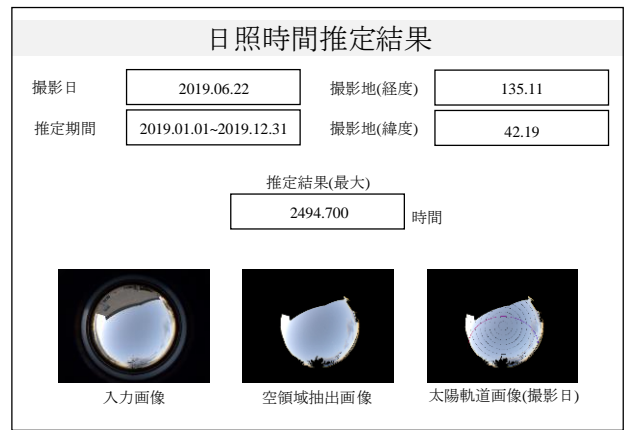 日照時間推定結果
撮影日 2019.06.22 撮影地(経度) 135.11
推定期間 2019.01.01~2019.12.31 撮影地(緯度) 42.19
推定結果(最大)
2494.700 時間
入力画像 空領域抽出画像 太陽軌道画像(撮影日)